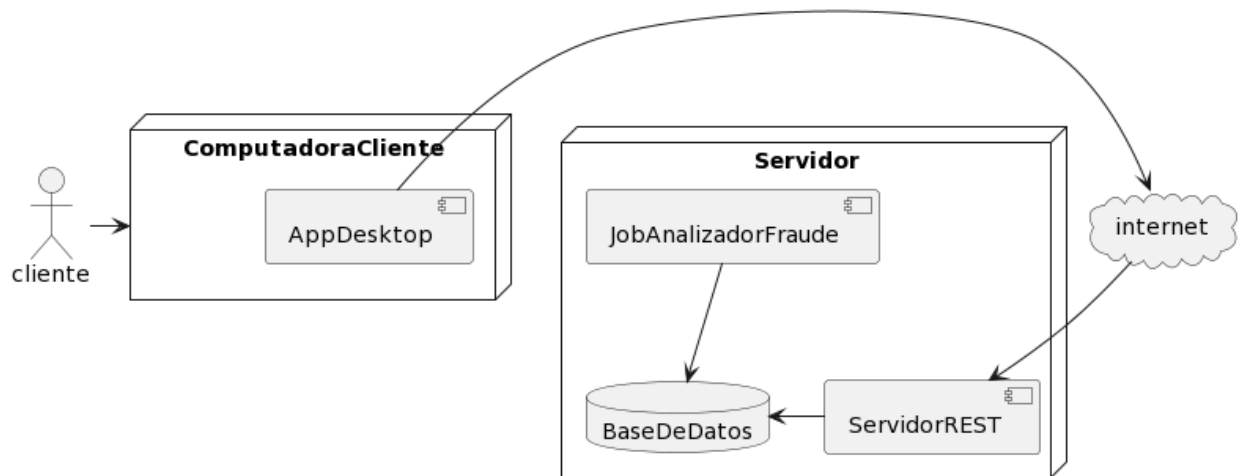 ComputadoraCliente
AppDesktop
cliente
Servidor
JobAnalizadorFraude
BaseDeDatos
ServidorREST
internet